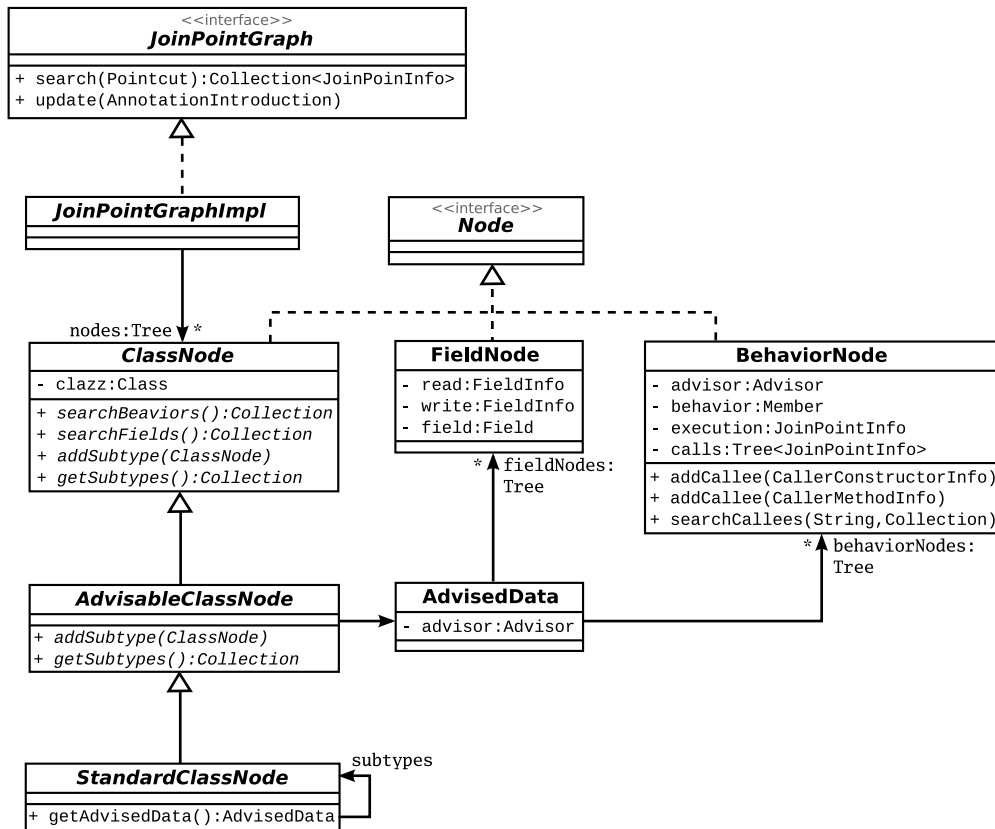 <<interface>>
JoinPointGraph
+ search(Pointcut):Collection<JoinPoinInfo>
+ update(AnnotationIntroduction)
JoinPointGraphImpl
<<interface>>
Node
nodes:Tree *
ClassNode
- clazz:Class
+ searchBeaviors():Collection
+ searchFields():Collection
+ addSubtype(ClassNode)
+ getSubtypes():Collection
FieldNode
- read:FieldInfo
- write:FieldInfo
- field:Field
BehaviorNode
- advisor:Advisor
- behavior:Member
- execution:JoinPointInfo
- calls:Tree<JoinPointInfo>
+ addCallee(CallerConstructorInfo)
+ addCallee(CallerMethodInfo)
+ searchCallees(String,Collection)
* fieldNodes:
Tree
* behaviorNodes:
Tree
AdvisableClassNode
+ addSubtype(ClassNode)
+ getSubtypes():Collection
AdvisedData
- advisor:Advisor
subtypes
StandardClassNode
+ getAdvisedData():AdvisedData